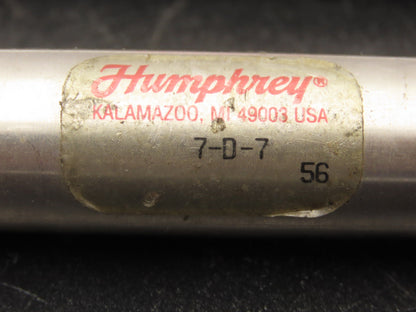 Humphrey®
KALAMAZOO, MI 49003 USA
7-D-7
56